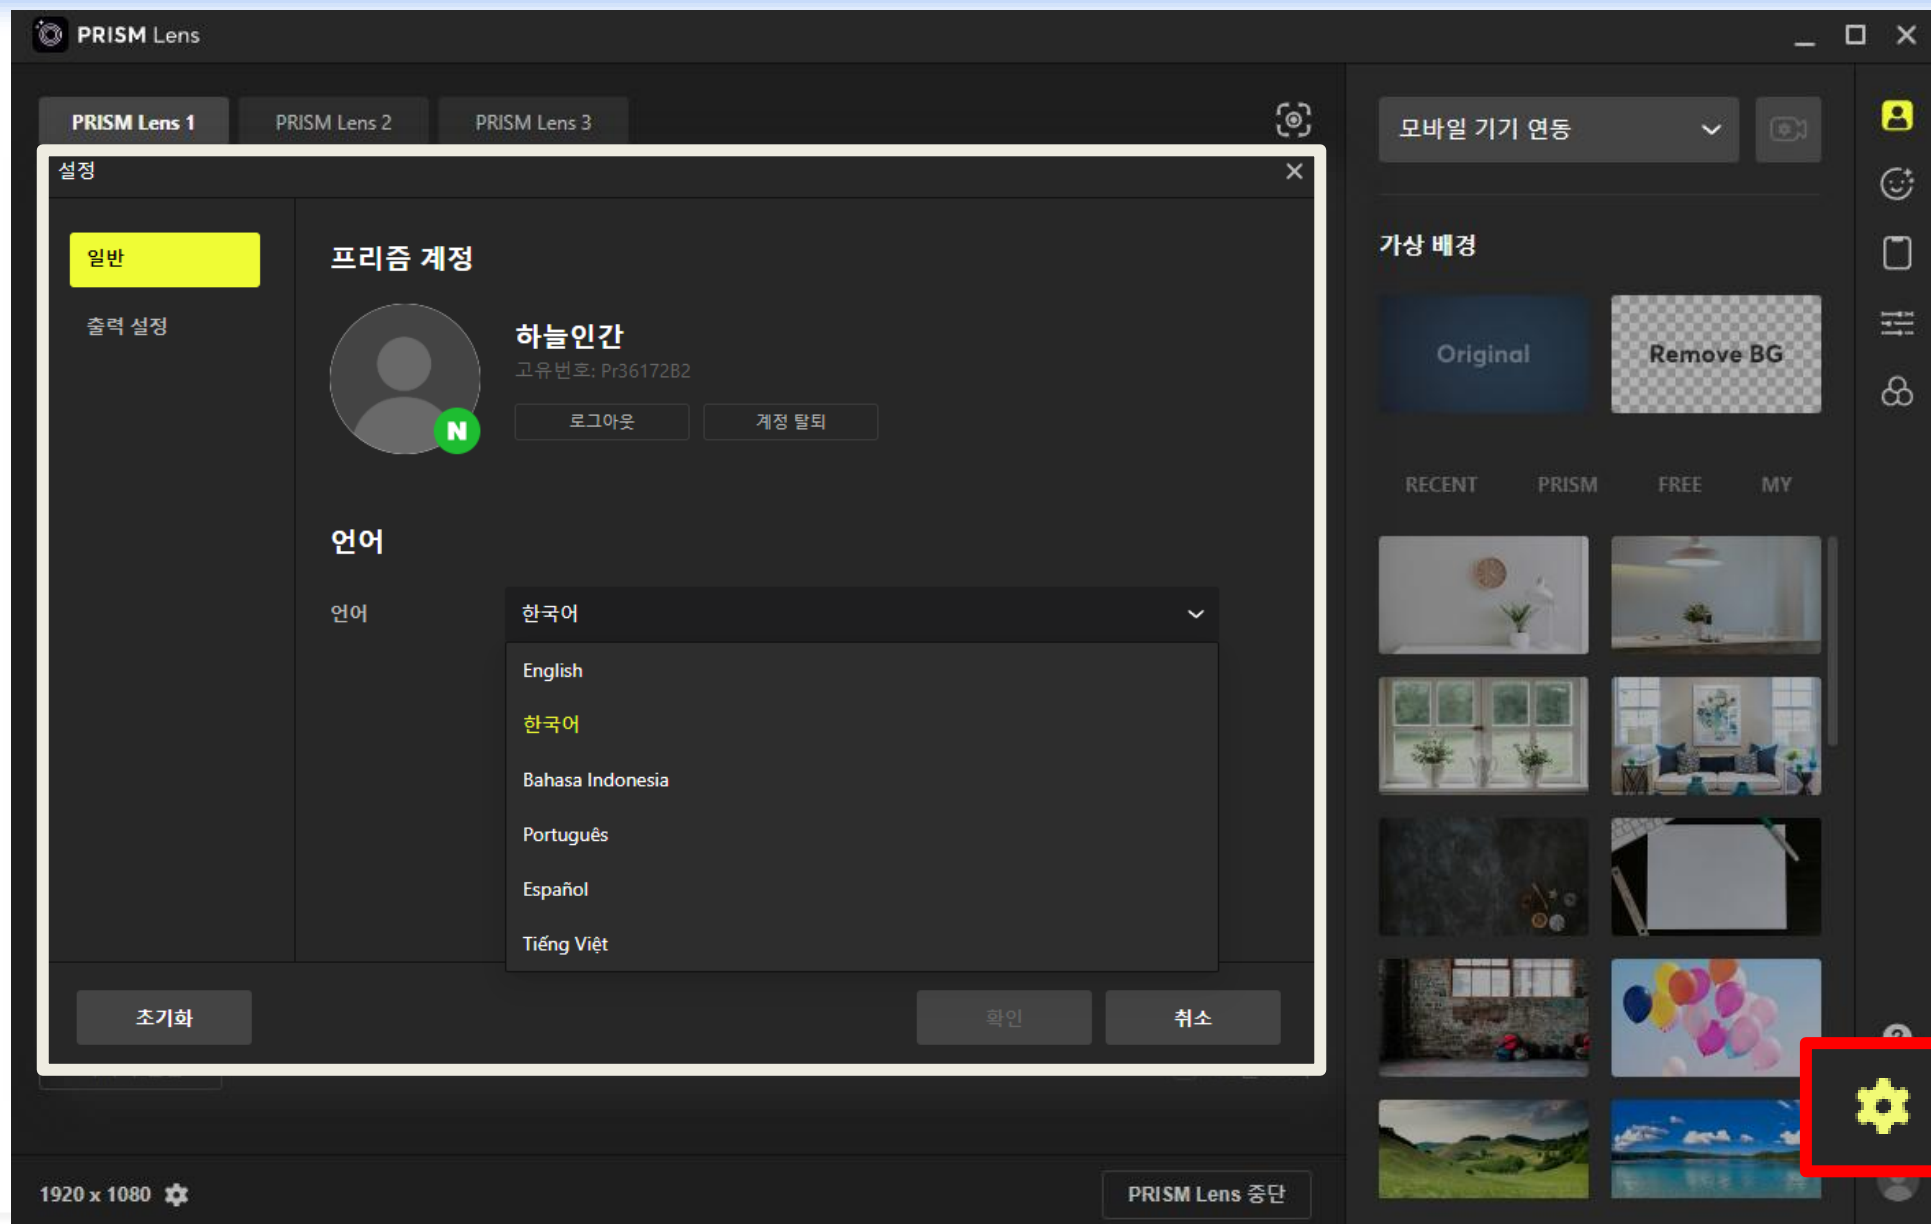 PRISM Lens
PRISM Lens 1
PRISM Lens 2
PRISM Lens 3
모바일 기기 연동
설정
일반
출력 설정
프리즘 계정
하늘인간
고유번호: Pr36172B2
로그아웃
계정 탈퇴
N
언어
언어
한국어
English
한국어
Bahasa Indonesia
Português
Español
Tiếng Việt
초기화
확인
취소
가상 배경
Original
Remove BG
RECENT
PRISM
FREE
MY
1920 x 1080
PRISM Lens 중단